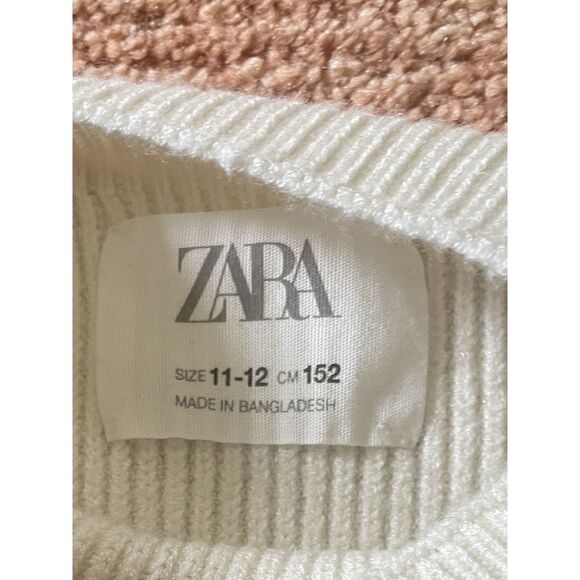 ZARA
SIZE 11-12 CM 152
MADE IN BANGLADESH